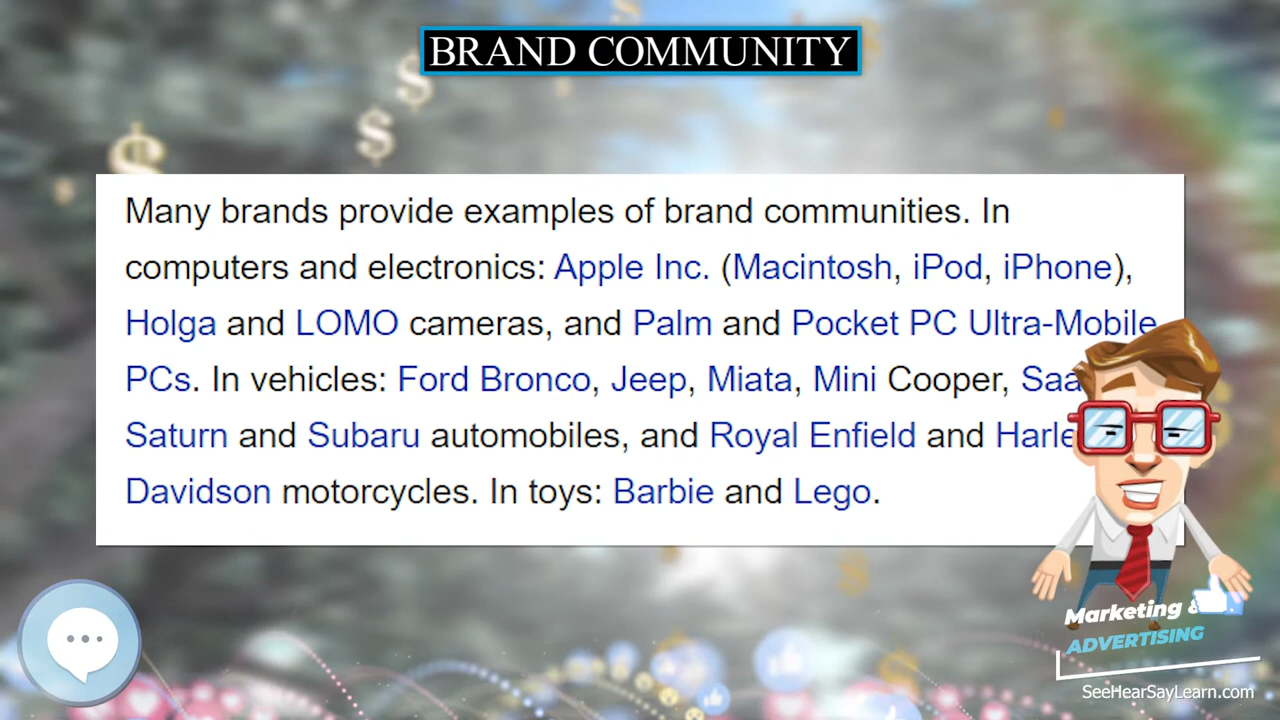 BRAND COMMUNITY
Many brands provide examples of brand communities. In
computers and electronics: Apple Inc. (Macintosh, iPod, iPhone),
Holga and LOMO cameras, and Palm and Pocket PC Ultra-Mobile
PCs. In vehicles: Ford Bronco, Jeep, Miata, Mini Cooper,
Saturn and Subaru automobiles, and Royal Enfield and
Davidson motorcycles. In toys: Barbie and Lego.
Marketing &
ADVERTISING
SeeHearSayLearn.com